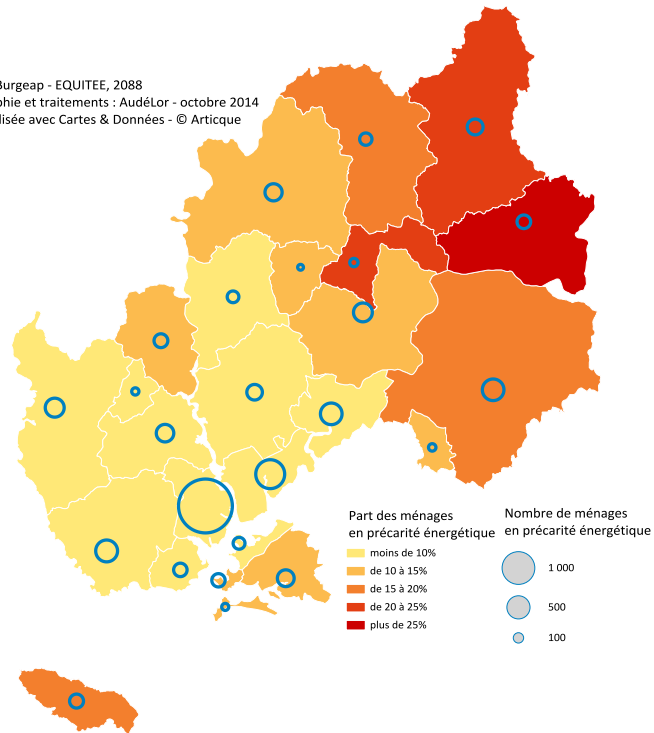 Burgeap - EQUITEE, 2088
phie et traitements : AudéLor - octobre 2014
lisée avec Cartes & Données - © Articque
Part des ménages
en précarité énergétique
moins de 10%
de 10 à 15%
de 15 à 20%
de 20 à 25%
plus de 25%
Nombre de ménages
en précarité énergétique
1 000
500
100